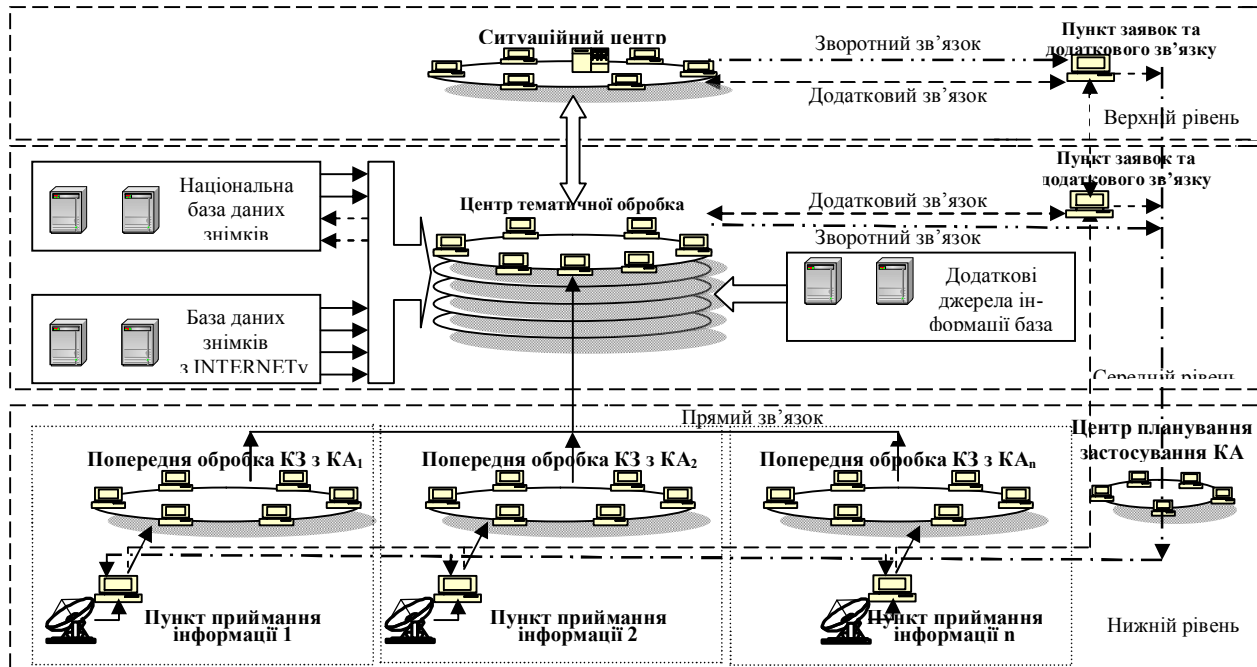 Ситуаційний центр
Зворотний зв’язок
Пункт заявок та
додаткового зв’язку
Додатковий зв’язок
Верхній рівень
Національна
база даних
знімків
Центр тематичної обробка
Додатковий зв’язок
Зворотний зв’язок
Пункт заявок та
додаткового зв’язку
База даних
знімків
з INTERNETу
Додаткові
джерела ін-
формації база
Середній рівень
Прямий зв’язок
Попередня обробка КЗ з КА1
Попередня обробка КЗ з КА2
Попередня обробка КЗ з КАn
Центр планування
застосування КА
Пункт приймання
інформації 1
Пункт приймання
інформації 2
Пункт приймання
інформації n
Нижній рівень